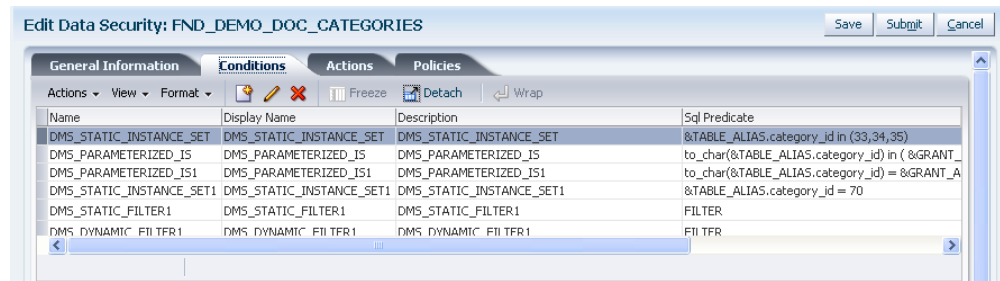 Edit Data Security: FND_DEMO_DOC_CATEGORIES Save Submit Cancel
General Information Conditions Actions Policies
Actions View Format Freeze Detach Wrap
Name Display Name Description Sql Predicate
DMS_STATIC_INSTANCE_SET DMS_STATIC_INSTANCE_SET DMS_STATIC_INSTANCE_SET &TABLE_ALIAS.category_id in (33,34,35)
DMS_PARAMETERIZED_IS DMS_PARAMETERIZED_IS DMS_PARAMETERIZED_IS to_char(&TABLE_ALIAS.category_id) in ( &GRANT_
DMS_PARAMETERIZED_IS1 DMS_PARAMETERIZED_IS1 DMS_PARAMETERIZED_IS1 to_char(&TABLE_ALIAS.category_id) = &GRANT_A
DMS_STATIC_INSTANCE_SET1 DMS_STATIC_INSTANCE_SET1 DMS_STATIC_INSTANCE_SET1 &TABLE_ALIAS.category_id = 70
DMS_STATIC_FILTER1 DMS_STATIC_FILTER1 DMS_STATIC_FILTER1 FILTER
DMS_DYNAMIC_FILTER1 DMS_DYNAMIC_FILTER1 DMS_DYNAMIC_FILTER1 FILTER